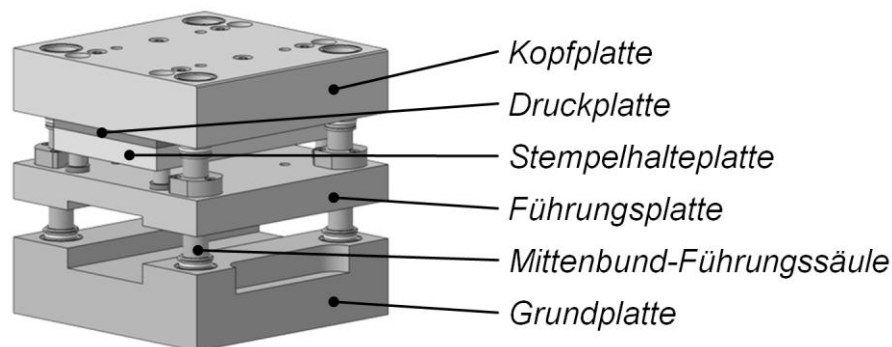 Kopfplatte
Druckplatte
Stempelhalteplatte
Führungsplatte
Mittenbund-Führungssäule
Grundplatte